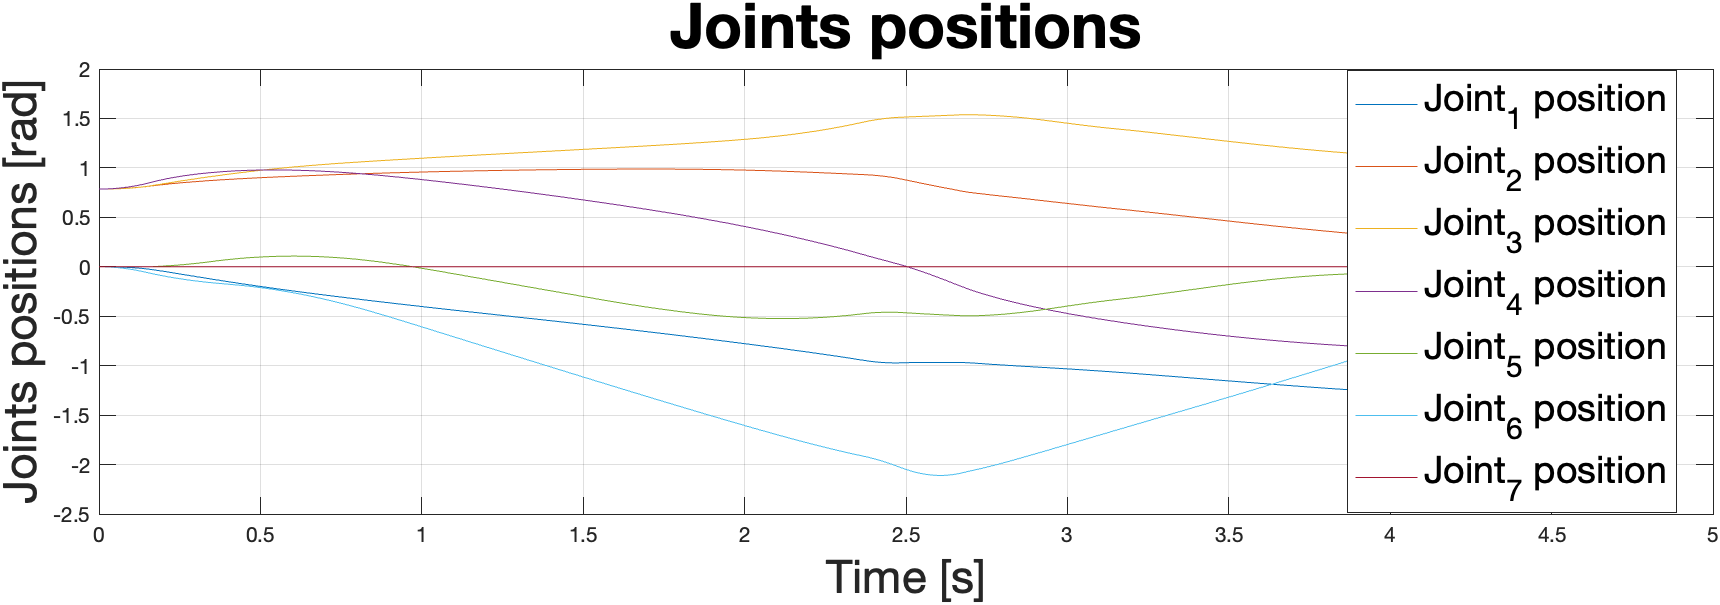 Joints positions
Joints positions [rad]
2
1.5
1
0.5
0
-0.5
-1
-1.5
-2
-2.5
Joint1 position
Joint2 position
Joint3 position
Joint4 position
Joint5 position
Joint6 position
Joint7 position
0 0.5 1 1.5 2 2.5 3 3.5 4 4.5 5
Time [s]